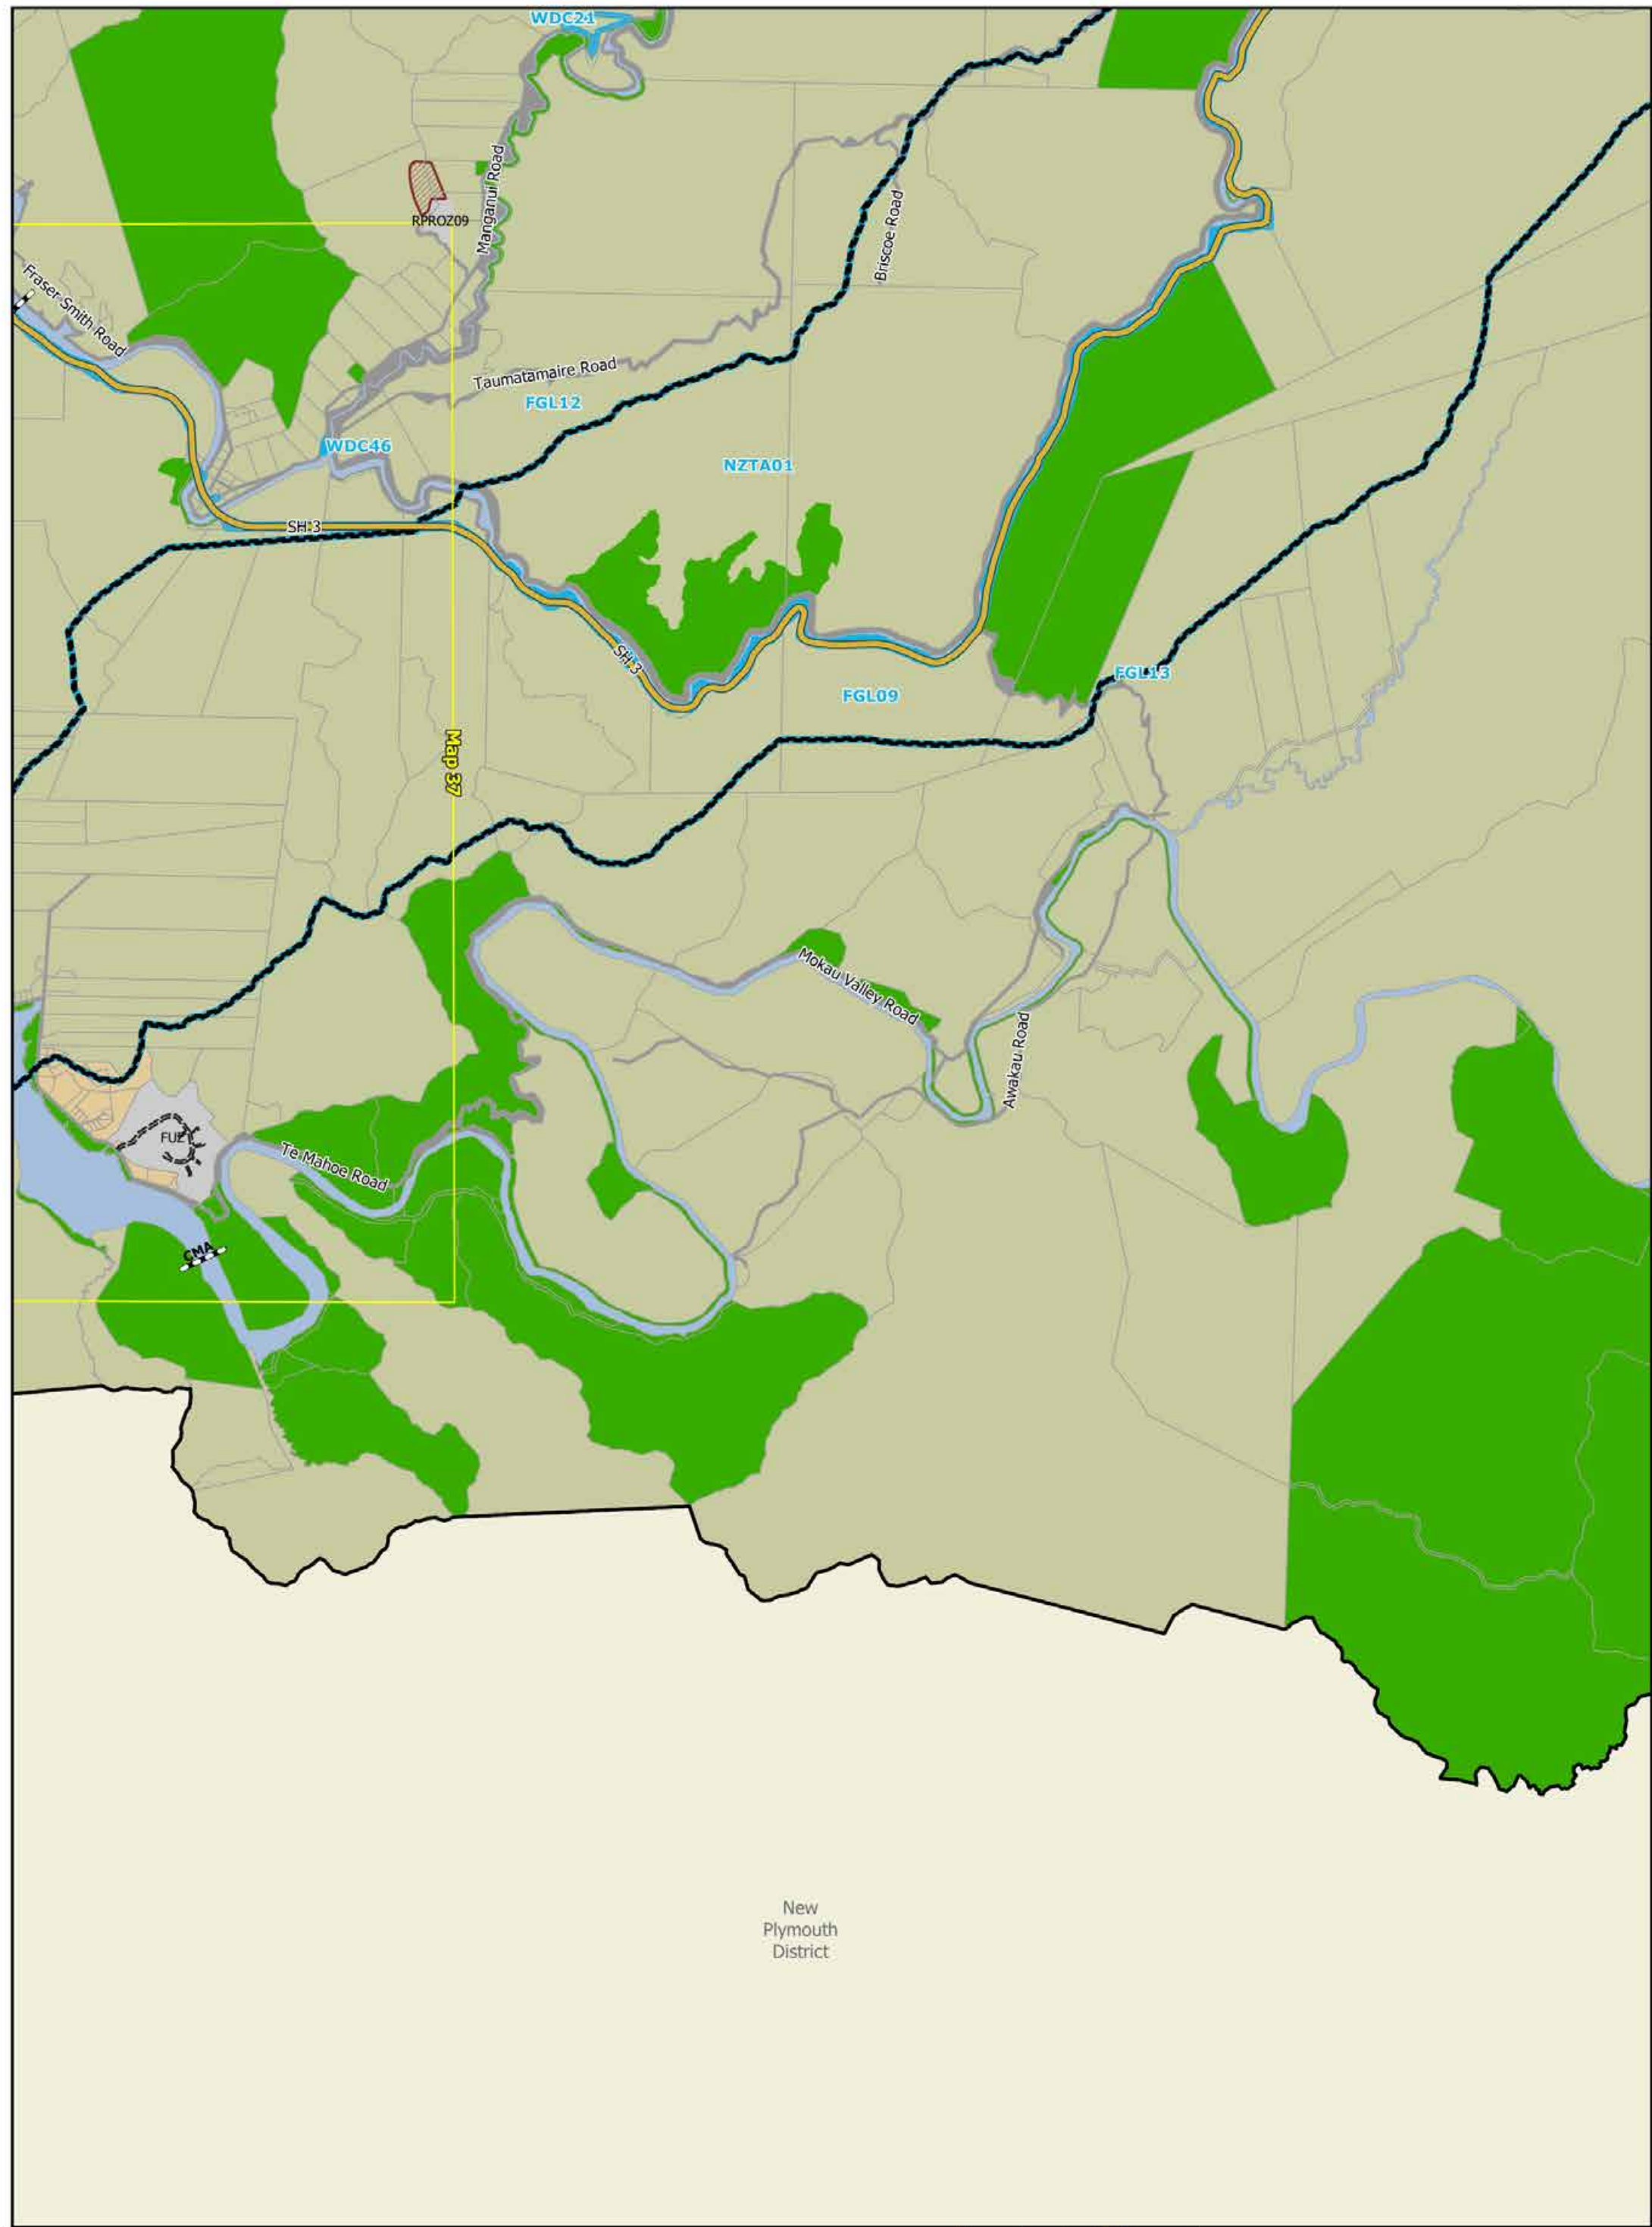 WDC21
Manganui Road
RPROZ09
Briscoe Road
Fraser Smith Road
Taumatamaire Road
FGL12
WDC46
NZTA01
SH 3
SH 3
FGL13
FGL09
Map 37
Mokau Valley Road
Awakau Road
FUZ
Te Mahoe Road
CMA
New
Plymouth
District